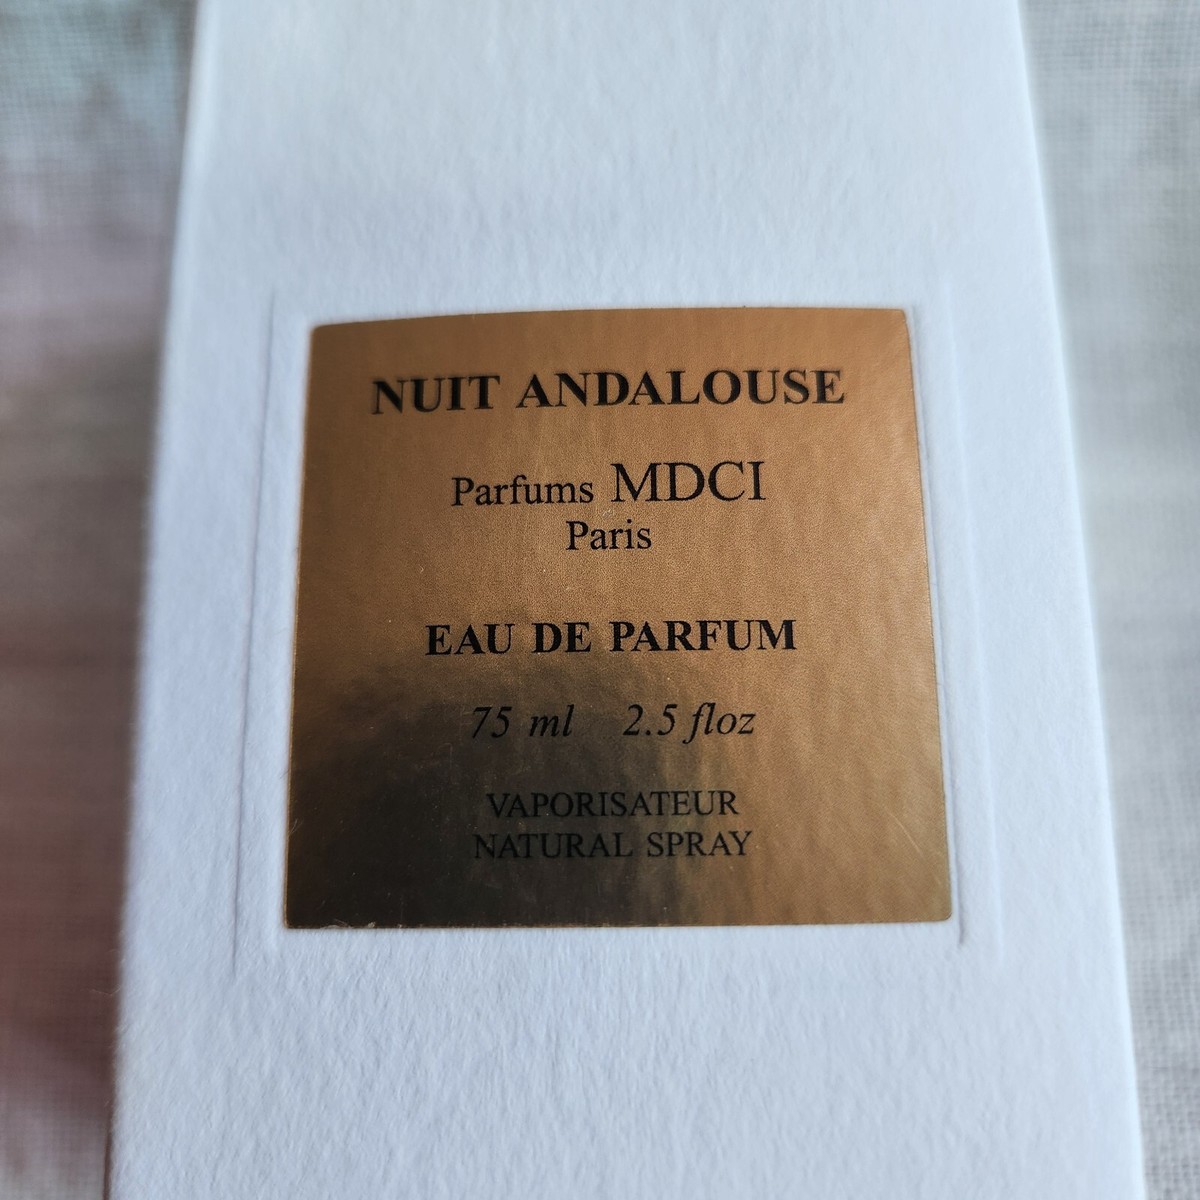 NUIT ANDALOUSE
Parfums MDCI
Paris
EAU DE PARFUM
75 ml 2.5 floz
VAPORISATEUR
NATURAL SPRAY